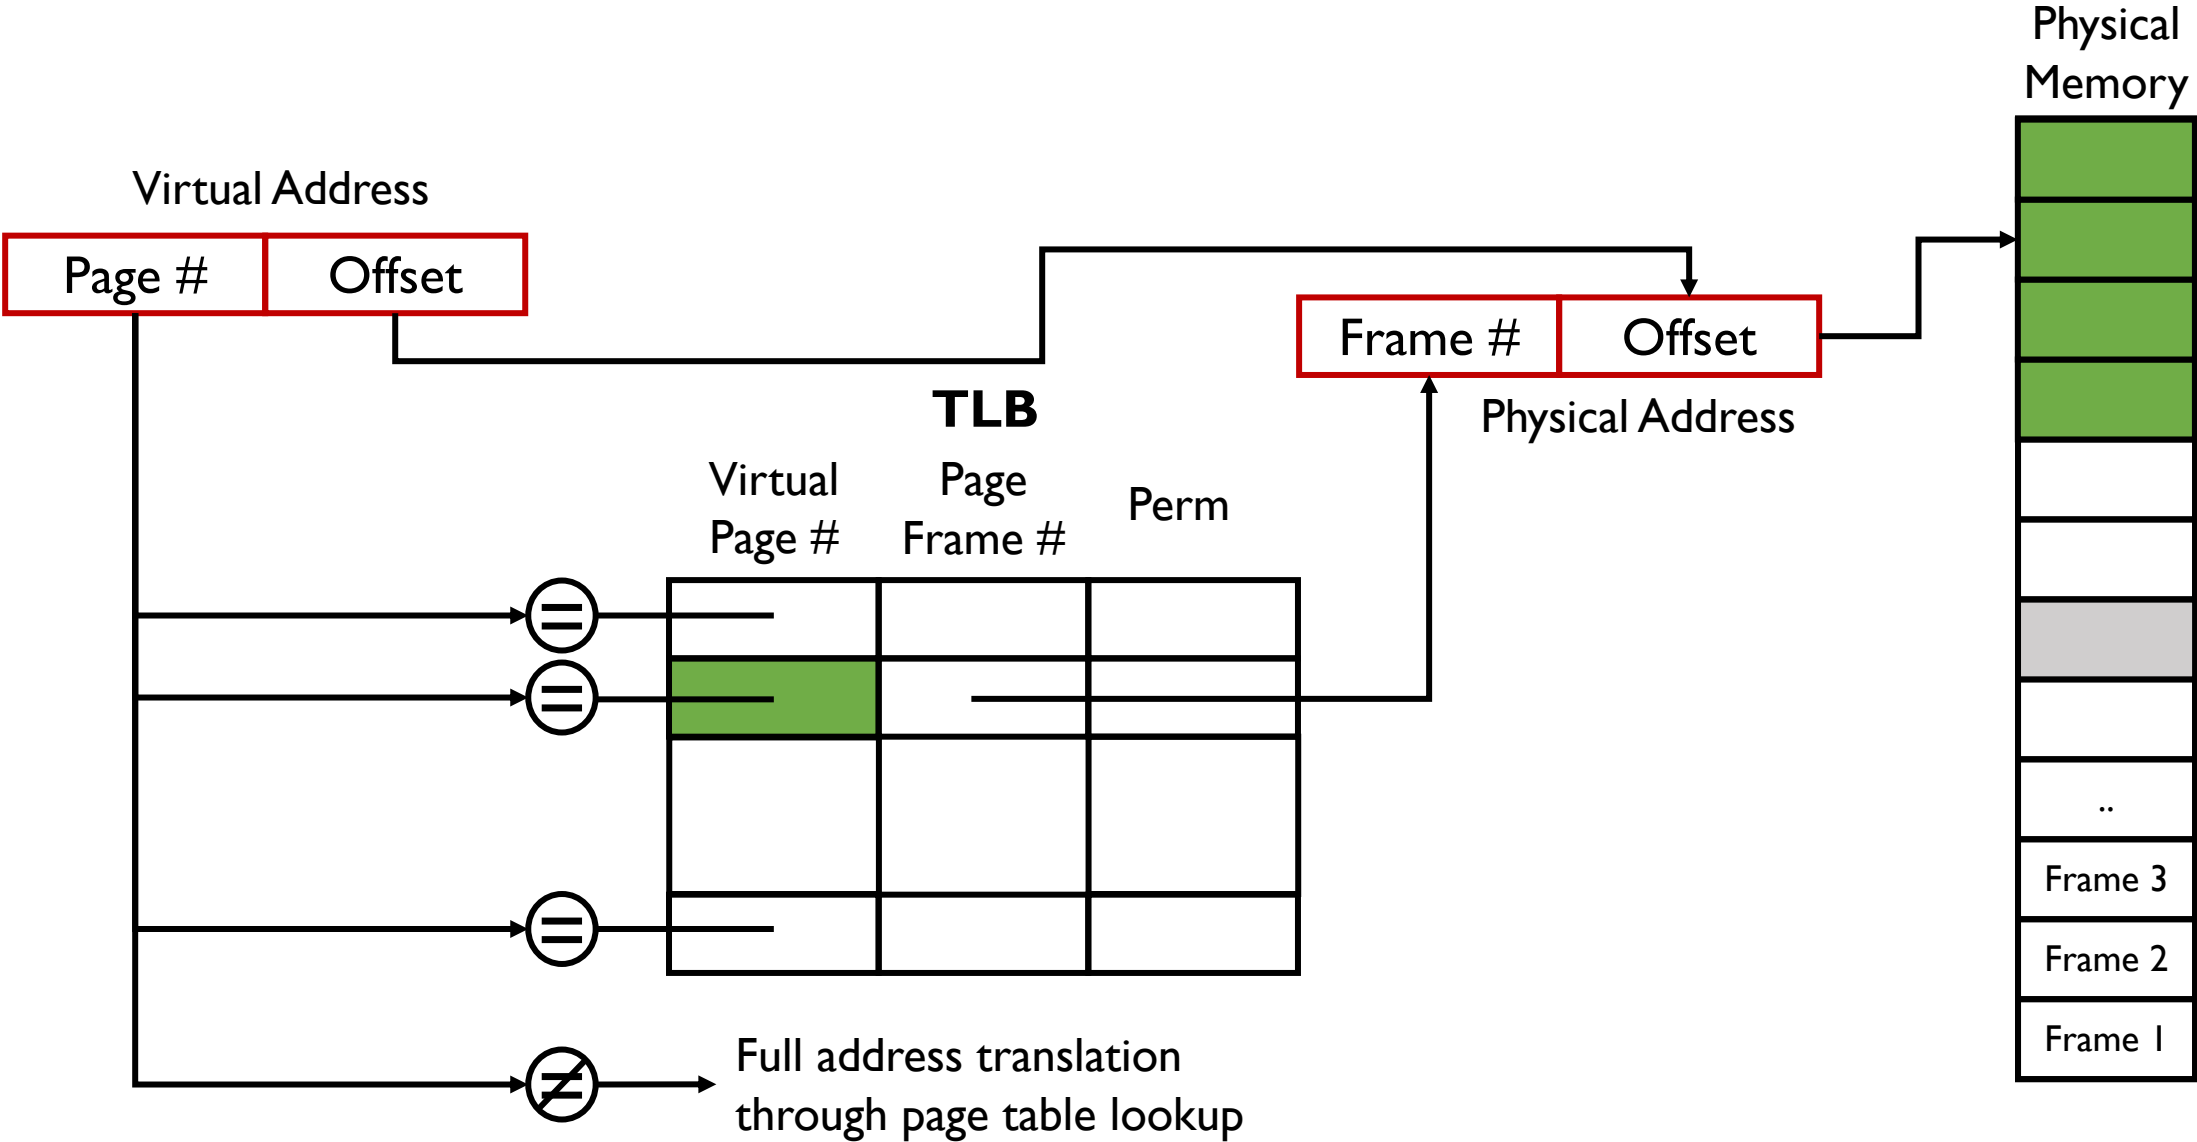 Physical
Memory
Virtual Address
Page #
Offset
Frame #
Offset
Physical Address
TLB
Virtual
Page #
Page
Frame #
Perm
=
=
=
≠
Full address translation
through page table lookup
..
Frame 3
Frame 2
Frame 1